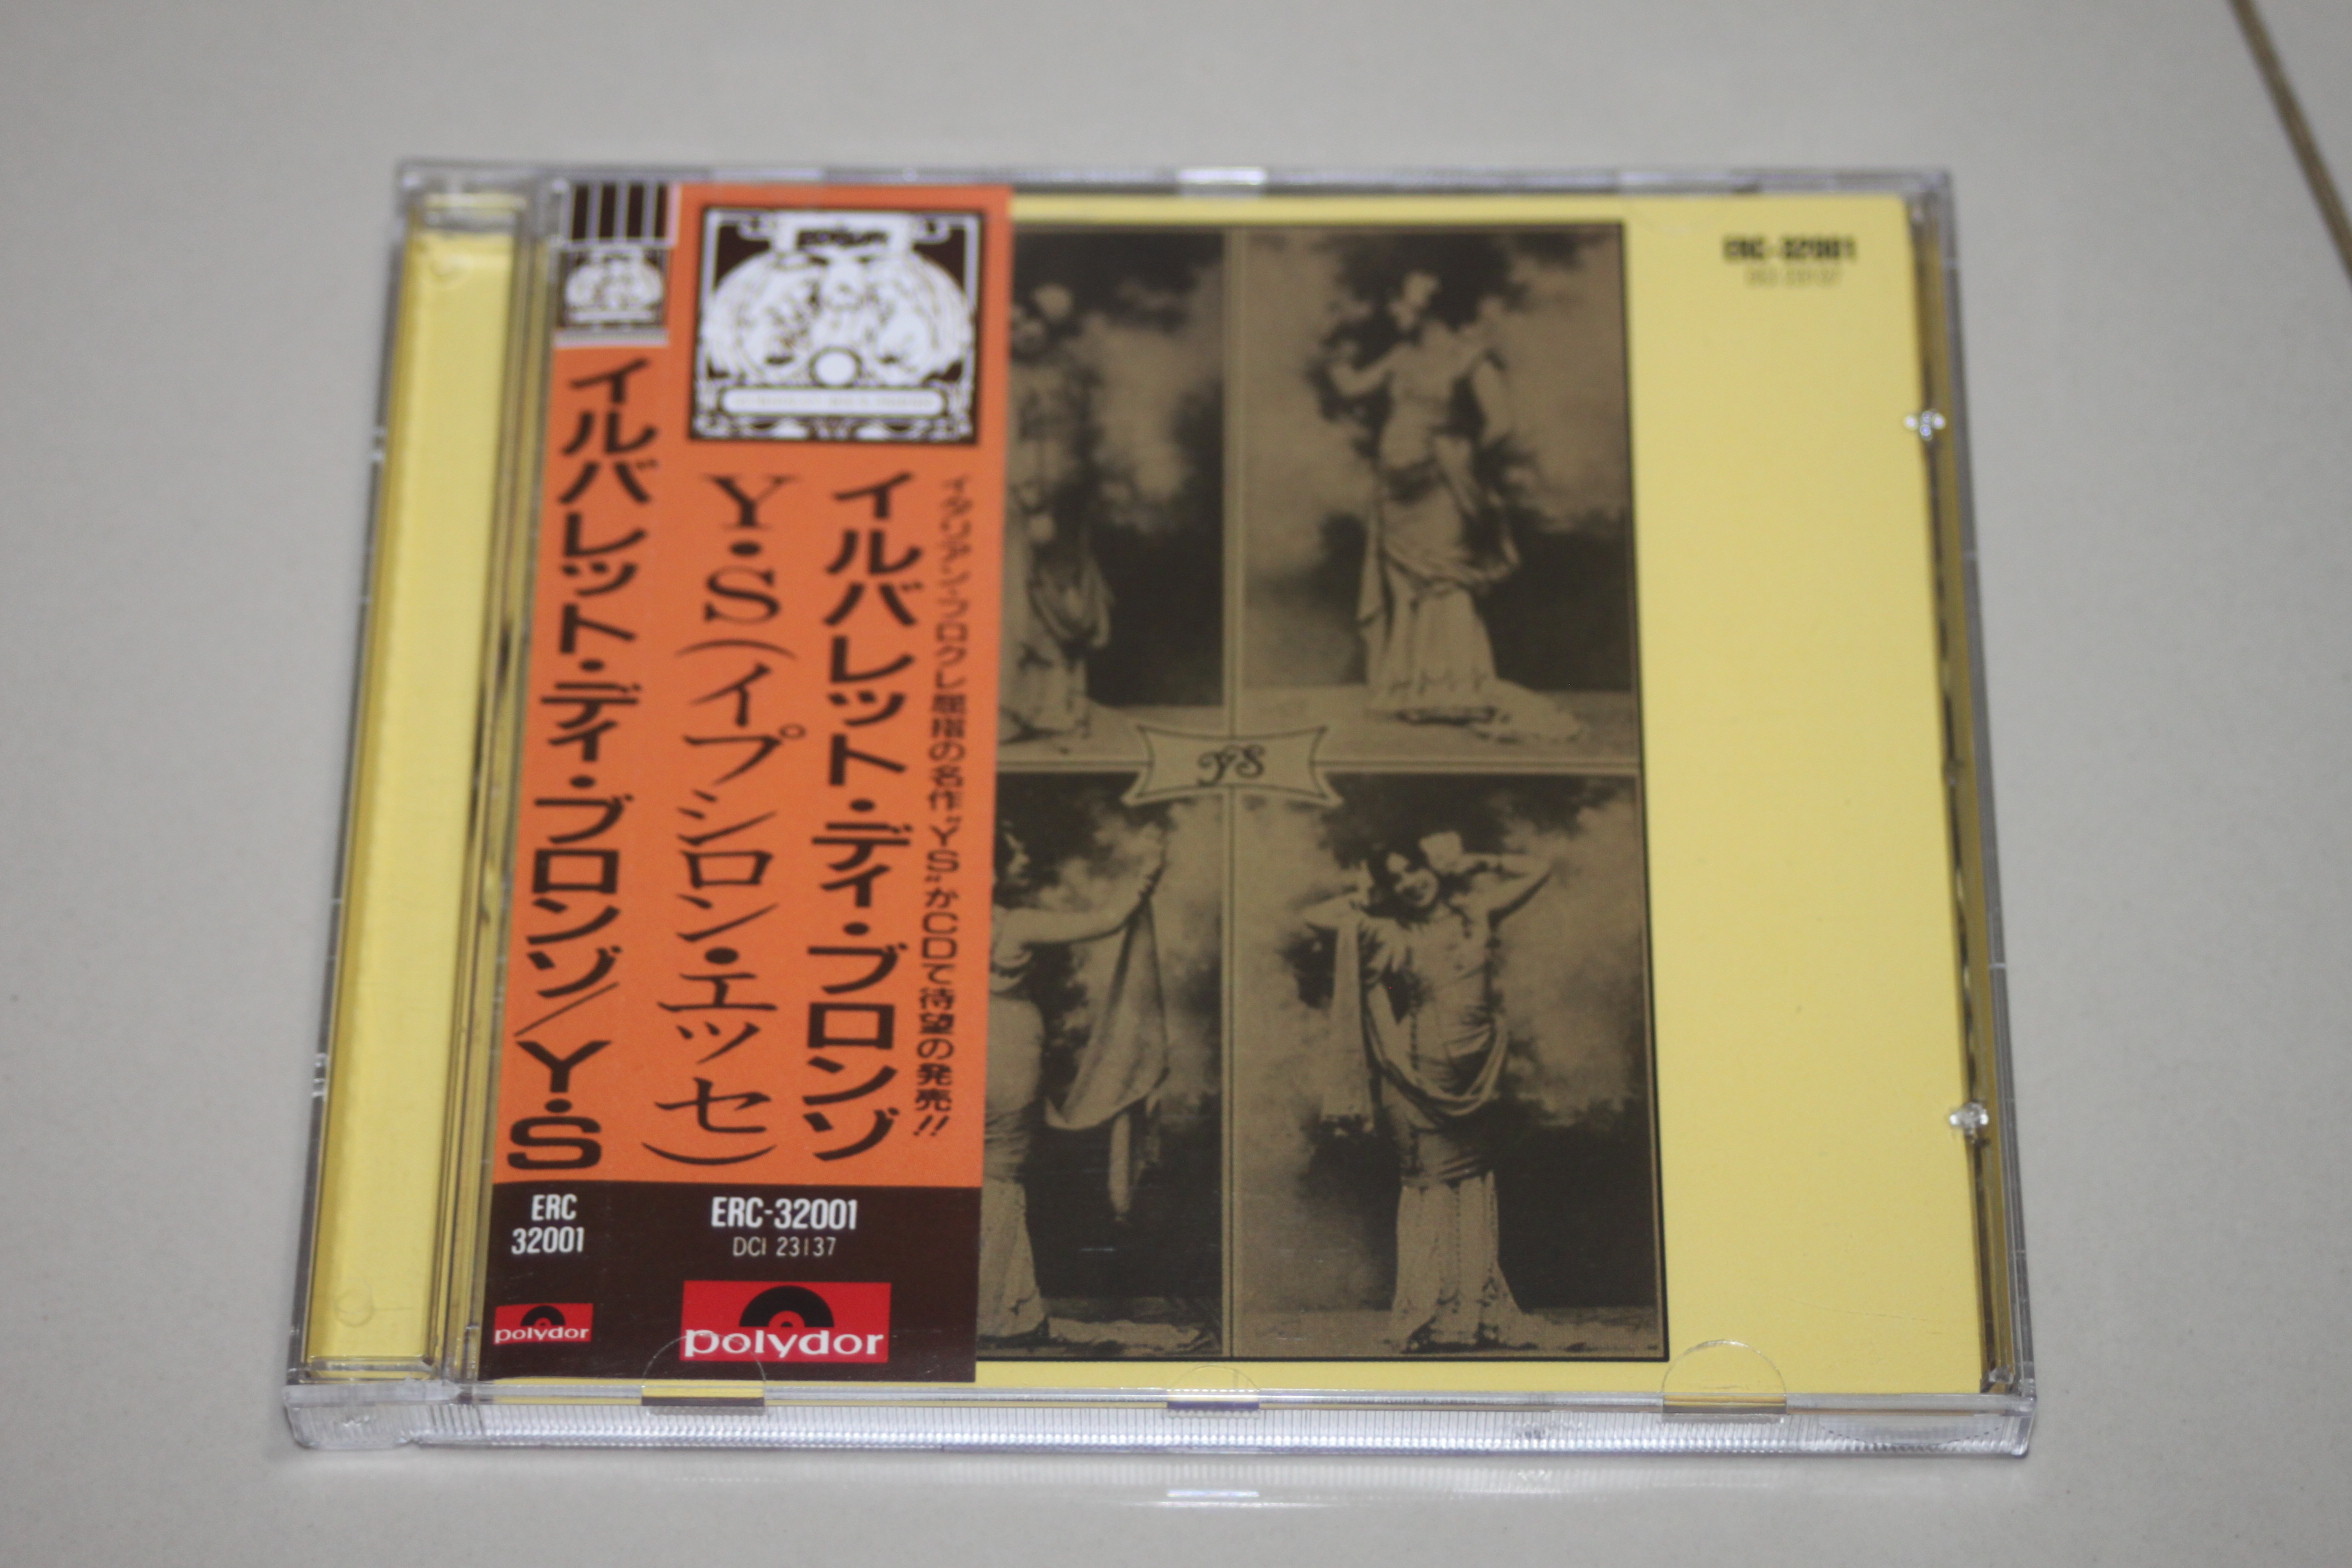 イルバレット・ディ・ブロンゾ／Y・S
ERC
32001
polydor
イタリアン・プログレ屈指の名作"YS"がCDで待望の発売!!
イルバレット・ディ・ブロンゾ
Y・S(イプシロン・エッセ)
ERC-32001
DCI 23137
polydor
ys
ERC-32001